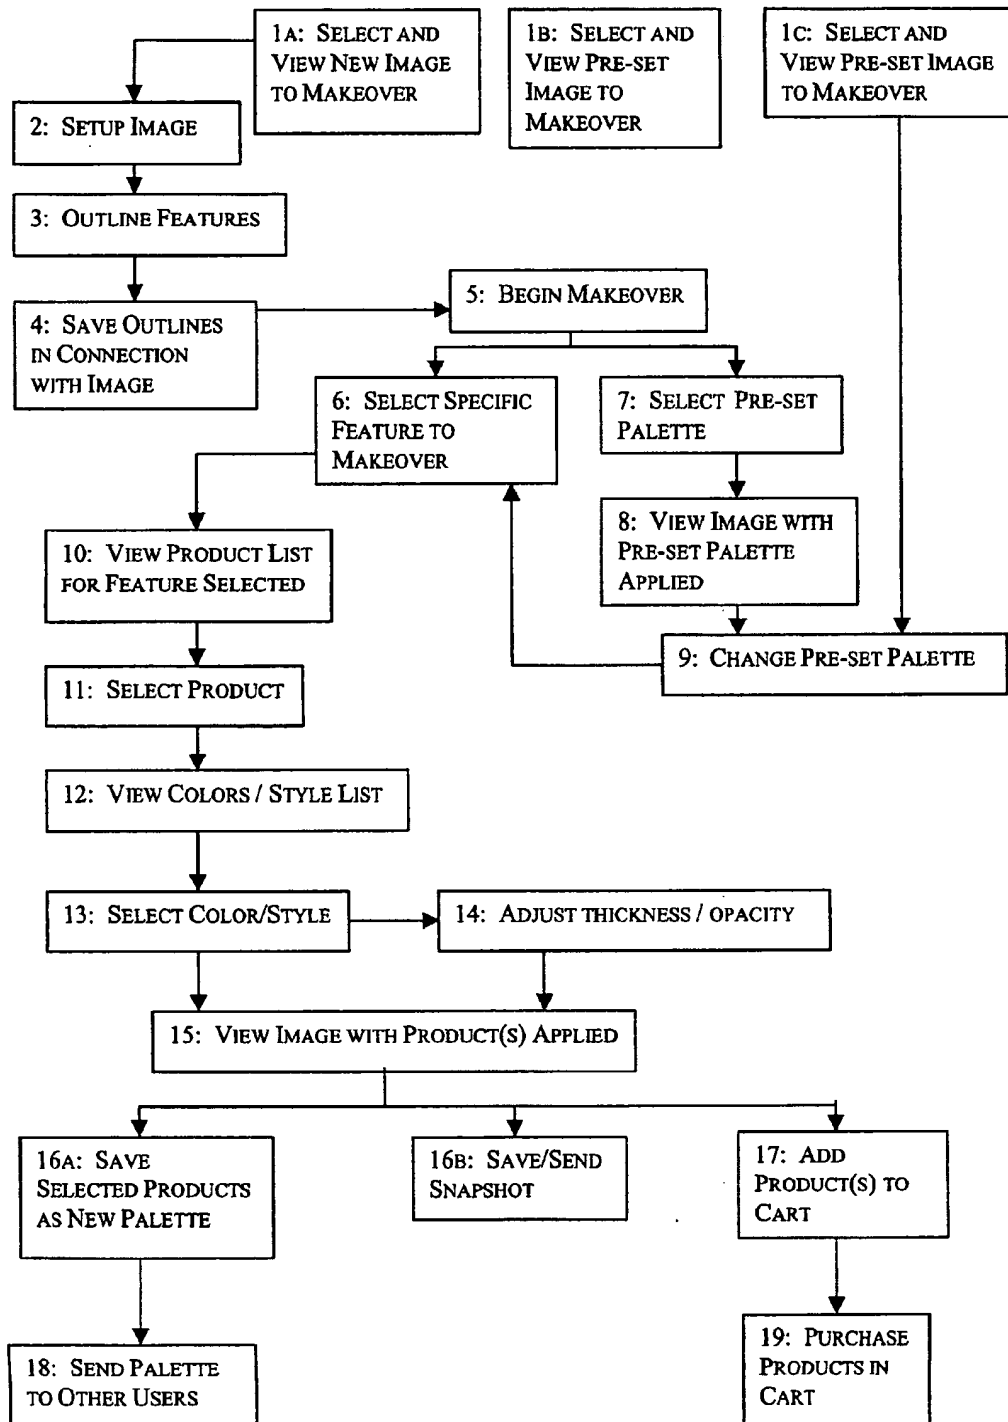 1A: SELECT AND
VIEW NEW IMAGE
TO MAKEOVER
1B: SELECT AND
VIEW PRE-SET
IMAGE TO
MAKEOVER
1C: SELECT AND
VIEW PRE-SET IMAGE
TO MAKEOVER
2: SETUP IMAGE
3: OUTLINE FEATURES
4: SAVE OUTLINES
IN CONNECTION
WITH IMAGE
5: BEGIN MAKEOVER
6: SELECT SPECIFIC
FEATURE TO
MAKEOVER
7: SELECT PRE-SET
PALETTE
8: VIEW IMAGE WITH
PRE-SET PALETTE
APPLIED
9: CHANGE PRE-SET PALETTE
10: VIEW PRODUCT LIST
FOR FEATURE SELECTED
11: SELECT PRODUCT
12: VIEW COLORS / STYLE LIST
13: SELECT COLOR/STYLE
14: ADJUST THICKNESS / OPACITY
15: VIEW IMAGE WITH PRODUCT(S) APPLIED
16A: SAVE
SELECTED PRODUCTS
AS NEW PALETTE
16B: SAVE/SEND
SNAPSHOT
17: ADD
PRODUCT(S) TO
CART
18: SEND PALETTE
TO OTHER USERS
19: PURCHASE
PRODUCTS IN
CART